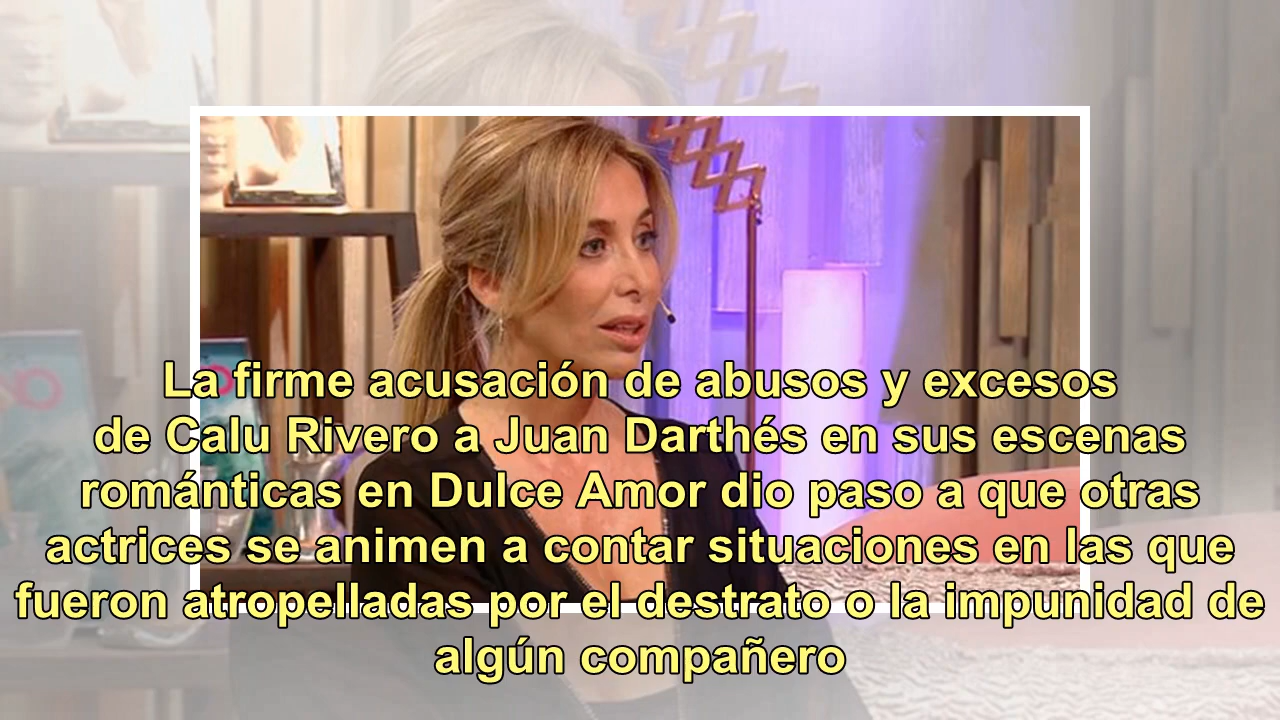 La firme acusación de abusos y excesos
de Calu Rivero a Juan Darthés en sus escenas
románticas en Dulce Amor dio paso a que otras
actrices se animen a contar situaciones en las que
fueron atropelladas por el destrato o la impunidad de
algún compañero